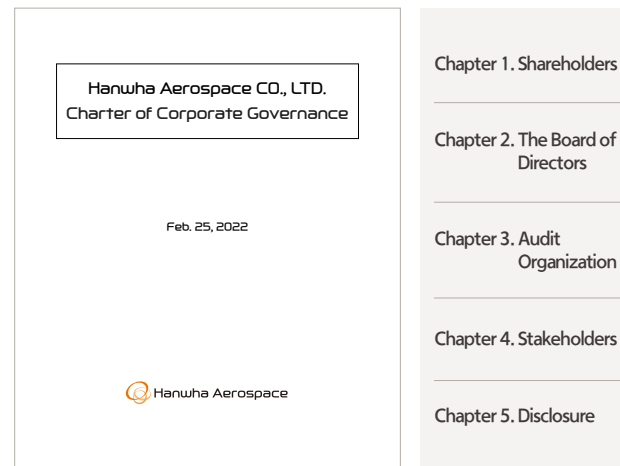 Hanwha Aerospace CO., LTD.
Charter of Corporate Governance
Feb. 25, 2022
Hanwha Aerospace
Chapter 1. Shareholders
Chapter 2. The Board of
Directors
Chapter 3. Audit
Organization
Chapter 4. Stakeholders
Chapter 5. Disclosure